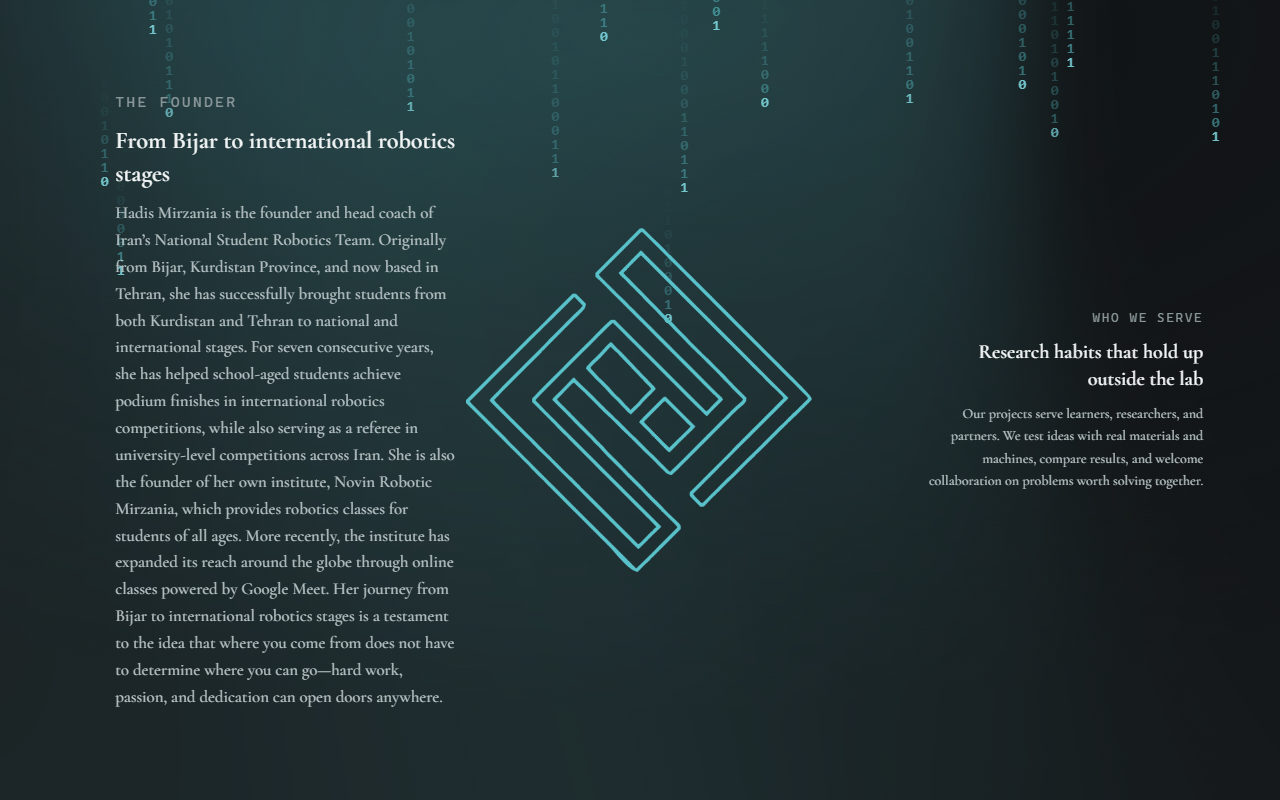 THE FOUNDER
From Bijar to international robotics
stages
Hadis Mirzania is the founder and head coach of
Iran’s National Student Robotics Team. Originally
from Bijar, Kurdistan Province, and now based in
Tehran, she has successfully brought students from
both Kurdistan and Tehran to national and
international stages. For seven consecutive years,
she has helped school-aged students achieve
podium finishes in international robotics
competitions, while also serving as a referee in
university-level competitions across Iran. She is also
the founder of her own institute, Novin Robotic
Mirzania, which provides robotics classes for
students of all ages. More recently, the institute has
expanded its reach around the globe through online
classes powered by Google Meet. Her journey from
Bijar to international robotics stages is a testament
to the idea that where you come from does not have
to determine where you can go—hard work,
passion, and dedication can open doors anywhere.
WHO WE SERVE
Research habits that hold up
outside the lab
Our projects serve learners, researchers, and
partners. We test ideas with real materials and
machines, compare results, and welcome
collaboration on problems worth solving together.